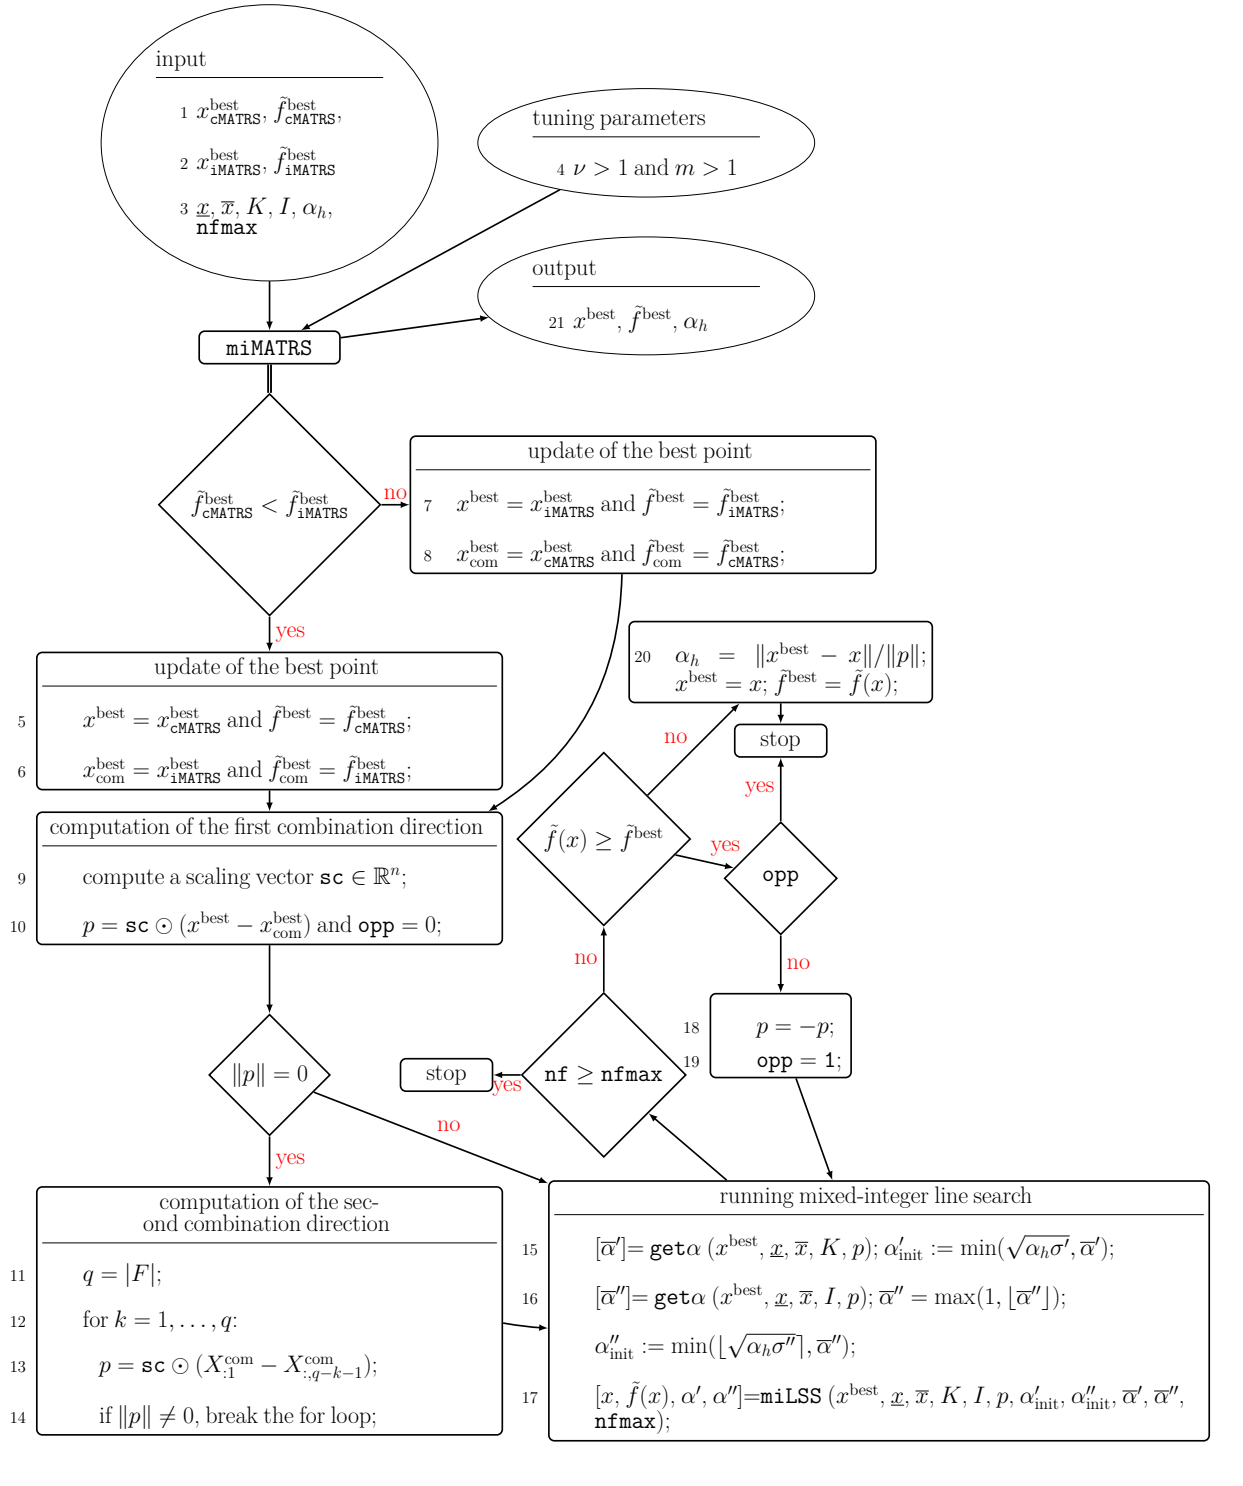 input
1 x^best_cMATRS, f̃^best_cMATRS,
2 x^best_iMATRS, f̃^best_iMATRS
3 x̲, x̅, K, I, α_h,
nfmax
tuning parameters
4 ν > 1 and m > 1
output
21 x^best, f̃^best, α_h
miMATRS
f̃^best_cMATRS < f̃^best_iMATRS
no
yes
update of the best point
7 x^best = x^best_iMATRS and f̃^best = f̃^best_iMATRS;
8 x^best_com = x^best_cMATRS and f̃^best_com = f̃^best_cMATRS;
update of the best point
5 x^best = x^best_cMATRS and f̃^best = f̃^best_cMATRS;
6 x^best_com = x^best_iMATRS and f̃^best_com = f̃^best_iMATRS;
20 α_h = ‖x^best − x‖/‖p‖;
x^best = x; f̃^best = f̃(x);
stop
no
yes
f̃(x) ≥ f̃^best
yes
opp
no
computation of the first combination direction
9 compute a scaling vector sc ∈ ℝ^n;
10 p = sc ⊙ (x^best − x^best_com) and opp = 0;
no
18 p = −p;
19 opp = 1;
‖p‖ = 0
stop
yes
nf ≥ nfmax
no
yes
computation of the sec-
ond combination direction
11 q = |F|;
12 for k = 1, . . . , q:
13 p = sc ⊙ (X^com_:1 − X^com_:,q−k−1);
14 if ‖p‖ ≠ 0, break the for loop;
running mixed-integer line search
15 [α̅′]= getα (x^best, x̲, x̅, K, p); α′_init := min(√(α_hσ′), α̅′);
16 [α̅″]= getα (x^best, x̲, x̅, I, p); α̅″ = max(1, ⌊α̅″⌋);
α″_init := min(⌊√(α_hσ″)⌉, α̅″);
17 [x, f̃(x), α′, α″]=miLSS (x^best, x̲, x̅, K, I, p, α′_init, α″_init, α̅′, α̅″,
nfmax);